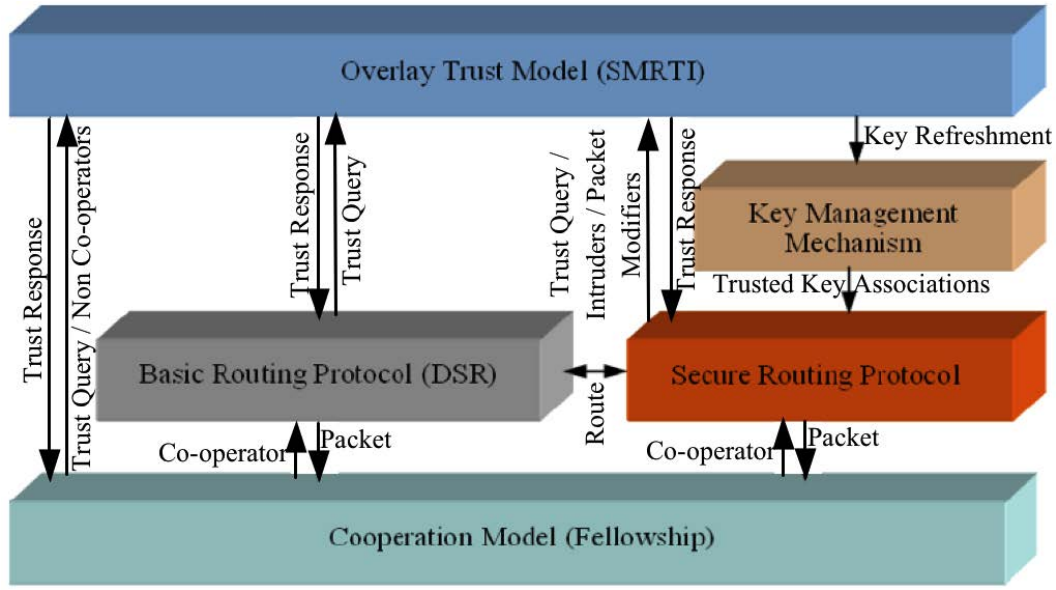 Overlay Trust Model (SMRTI)
Trust Response
Trust Query / Non Co-operators
Trust Response
Trust Query
Trust Query /
Intruders / Packet
Modifiers
Trust Response
Key Refreshment
Key Management
Mechanism
Trusted Key Associations
Basic Routing Protocol (DSR)
Route
Secure Routing Protocol
Co-operator
Packet
Co-operator
Packet
Cooperation Model (Fellowship)